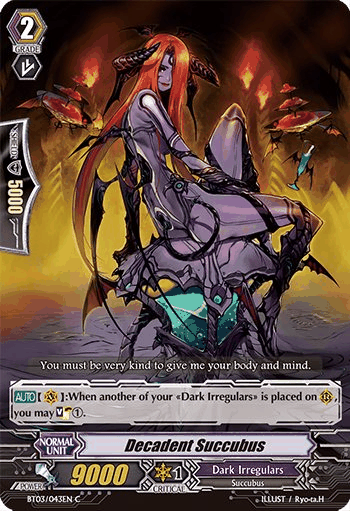 2
GRADE
SHIELD
5000
You must be very kind to give me your body and mind.
AUTO[ ]:When another of your «Dark Irregulars» is placed on ,
you may ①.
NORMAL
UNIT
Decadent Succubus
POWER 9000 1
CRITICAL
Dark Irregulars
Succubus
BT03/043EN C
ILLUST / Ryo-ta.H